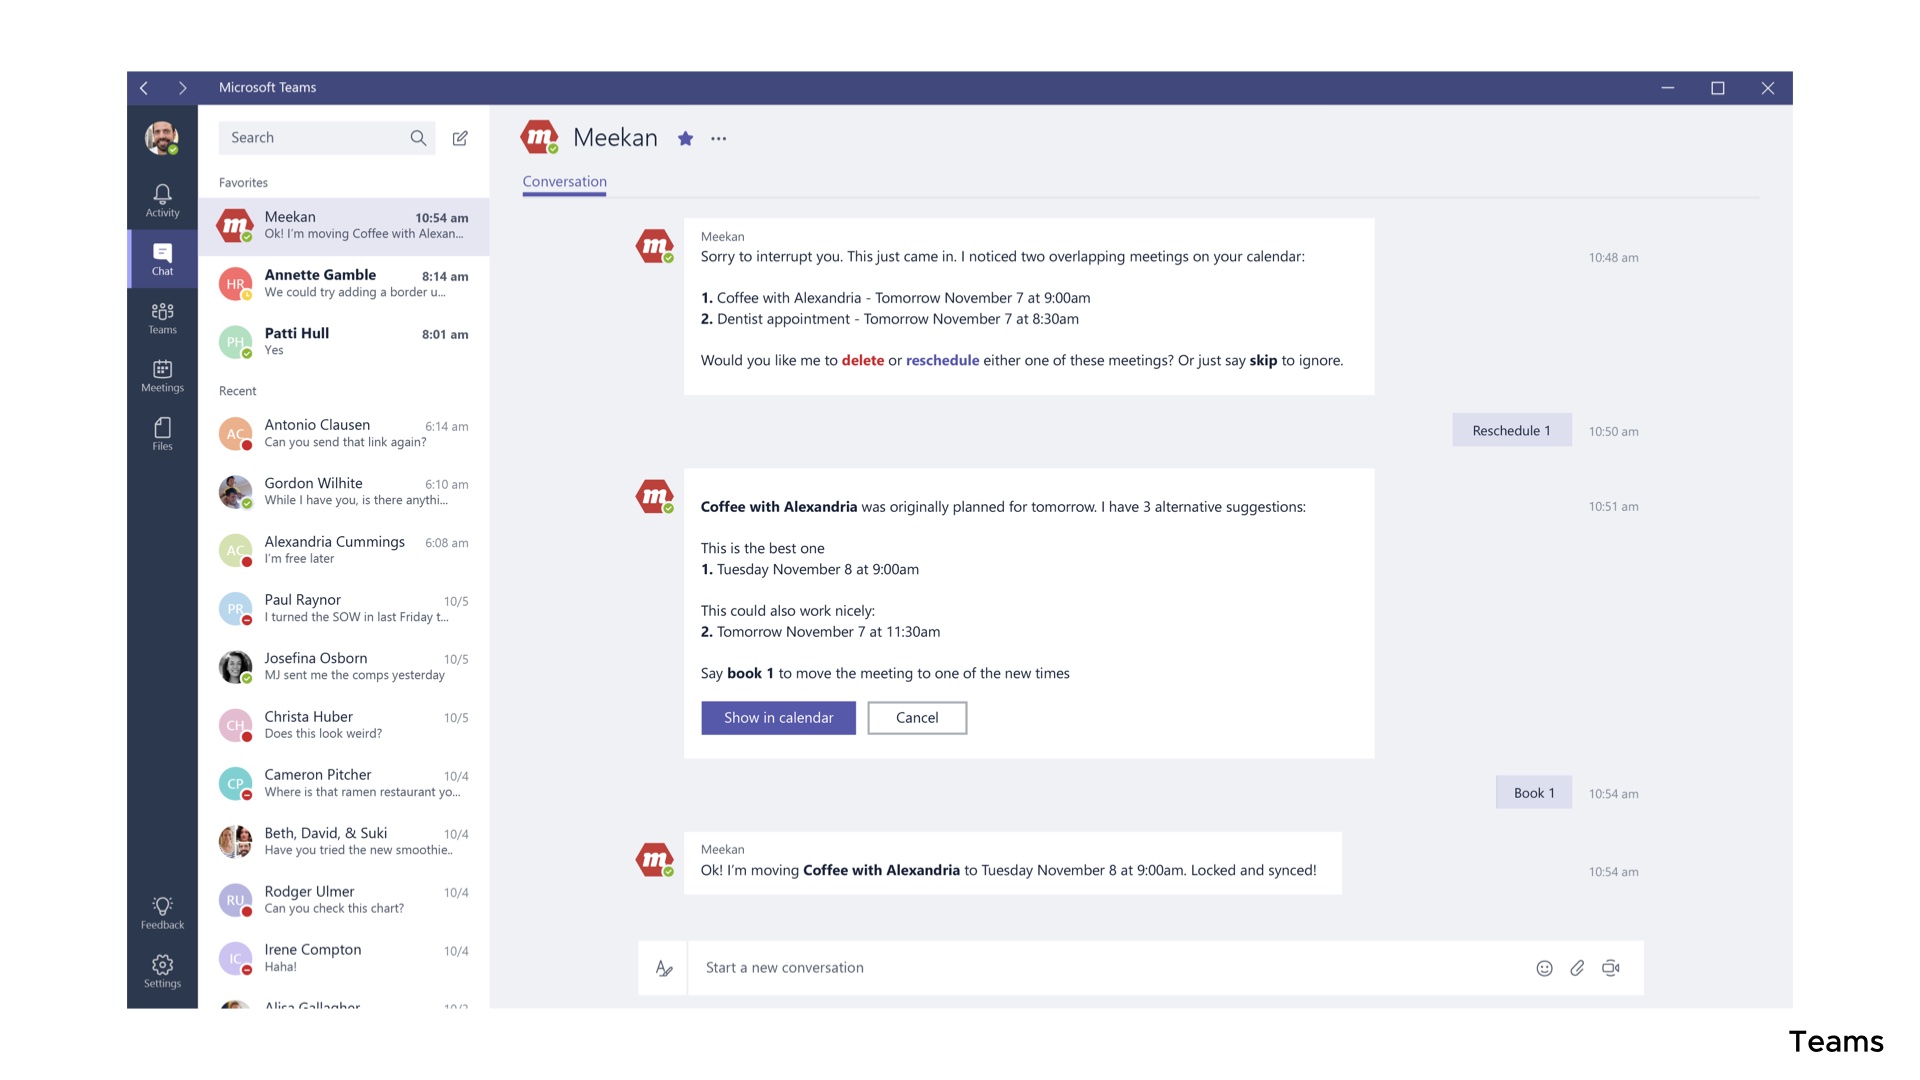 Microsoft Teams
Search
Favorites
Meekan 10:54 am
Ok! I'm moving Coffee with Alexan...
HR Annette Gamble 8:14 am
We could try adding a border u...
PH Patti Hull 8:01 am
Yes
Recent
AC Antonio Clausen 6:14 am
Can you send that link again?
Gordon Wilhite 6:10 am
While I have you, is there anythi...
AC Alexandria Cummings 6:08 am
I'm free later
PR Paul Raynor 10/5
I turned the SOW in last Friday t...
Josefina Osborn 10/5
MJ sent me the comps yesterday
CH Christa Huber 10/5
Does this look weird?
CP Cameron Pitcher 10/4
Where is that ramen restaurant yo...
Beth, David, & Suki 10/4
Have you tried the new smoothie..
RU Rodger Ulmer 10/4
Can you check this chart?
IC Irene Compton 10/4
Haha!
Alisa Gallagher
Activity
Chat
Teams
Meetings
Files
Feedback
Settings
m Meekan
Conversation
Meekan
Sorry to interrupt you. This just came in. I noticed two overlapping meetings on your calendar: 10:48 am
1. Coffee with Alexandria - Tomorrow November 7 at 9:00am
2. Dentist appointment - Tomorrow November 7 at 8:30am
Would you like me to delete or reschedule either one of these meetings? Or just say skip to ignore.
Reschedule 1 10:50 am
Coffee with Alexandria was originally planned for tomorrow. I have 3 alternative suggestions: 10:51 am
This is the best one
1. Tuesday November 8 at 9:00am
This could also work nicely:
2. Tomorrow November 7 at 11:30am
Say book 1 to move the meeting to one of the new times
Show in calendar Cancel
Book 1 10:54 am
Meekan
Ok! I'm moving Coffee with Alexandria to Tuesday November 8 at 9:00am. Locked and synced! 10:54 am
Start a new conversation
Teams